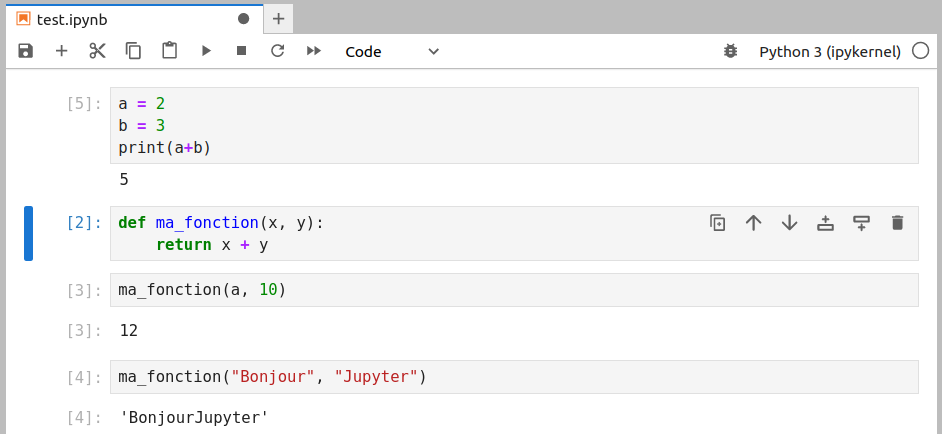 test.ipynb
Code
Python 3 (ipykernel)
[5]: a = 2
b = 3
print(a+b)
5
[2]: def ma_fonction(x, y):
    return x + y
[3]: ma_fonction(a, 10)
[3]: 12
[4]: ma_fonction("Bonjour", "Jupyter")
[4]: 'BonjourJupyter'